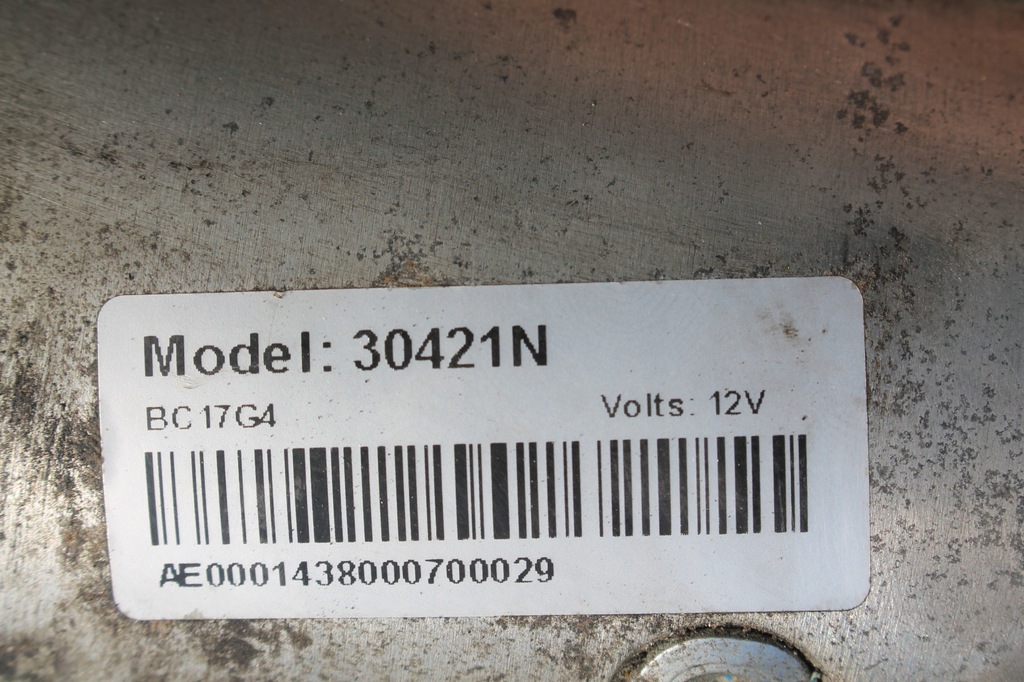 Model: 30421N
BC17G4 Volts: 12V
AE0001438000700029